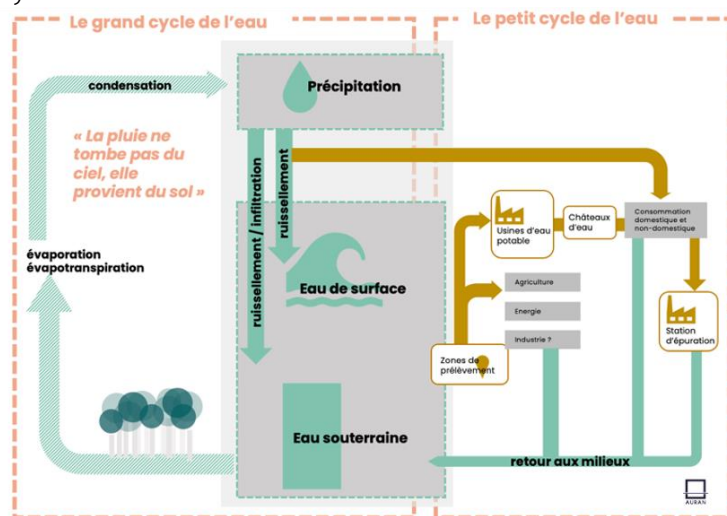 Le grand cycle de l'eau
Le petit cycle de l'eau
condensation
Précipitation
« La pluie ne
tombe pas du
ciel, elle
provient du sol »
ruissellement / infiltration
ruissellement
évaporation
évapotranspiration
Eau de surface
Eau souterraine
Usines d'eau
potable
Châteaux
d'eau
Consommation
domestique et
non-domestique
Agriculture
Energie
Industrie ?
Zones de
prélèvement
Station
d'épuration
retour aux milieux
AURAN